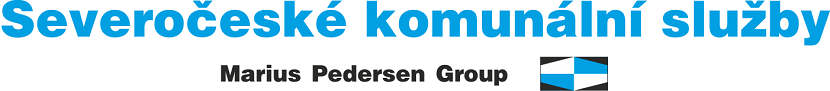 Severočeské komunální služby
Marius Pedersen Group